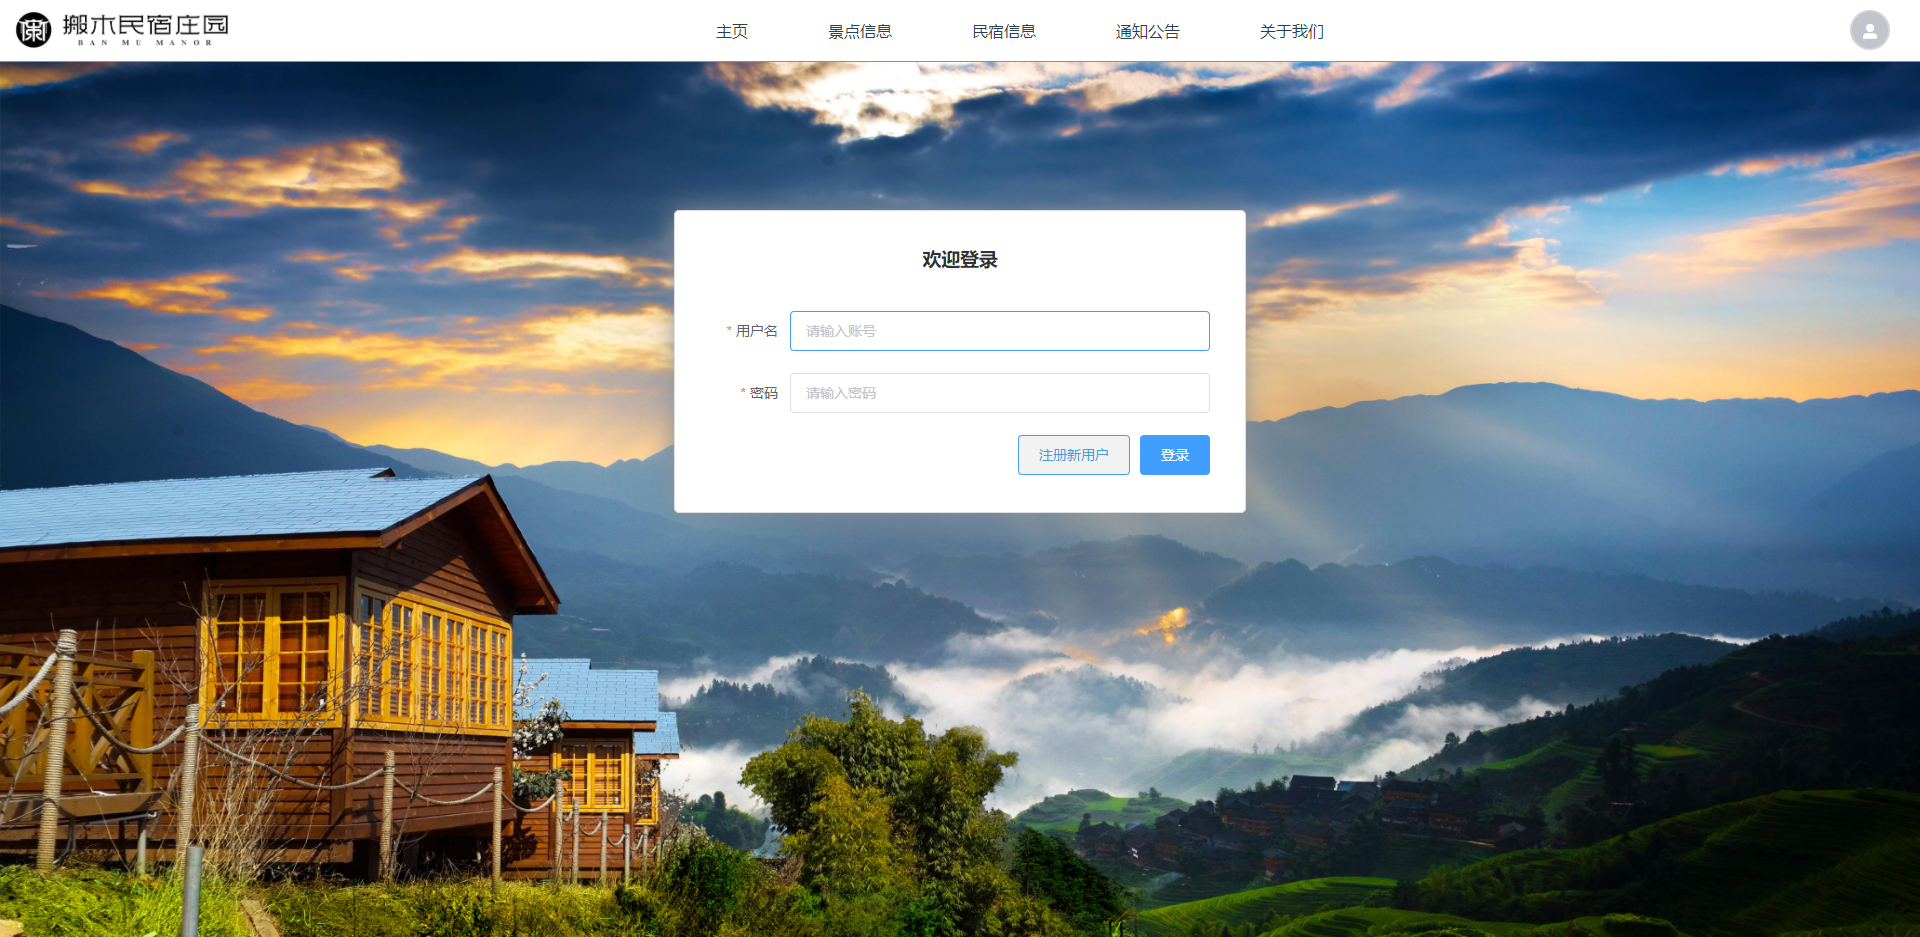 搬木民宿庄园
BAN MU MANOR
主页
景点信息
民宿信息
通知公告
关于我们
欢迎登录
* 用户名
请输入账号
* 密码
请输入密码
注册新用户
登录